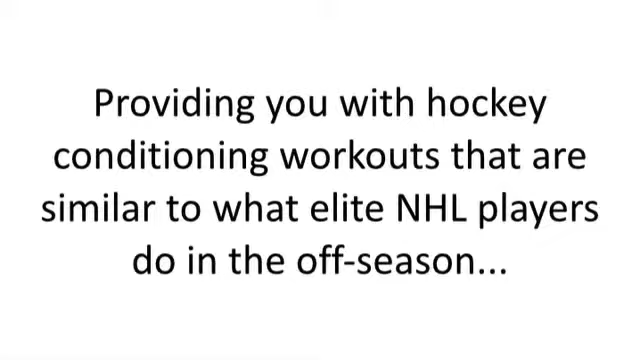 Providing you with hockey
conditioning workouts that are
similar to what elite NHL players
do in the off-season...